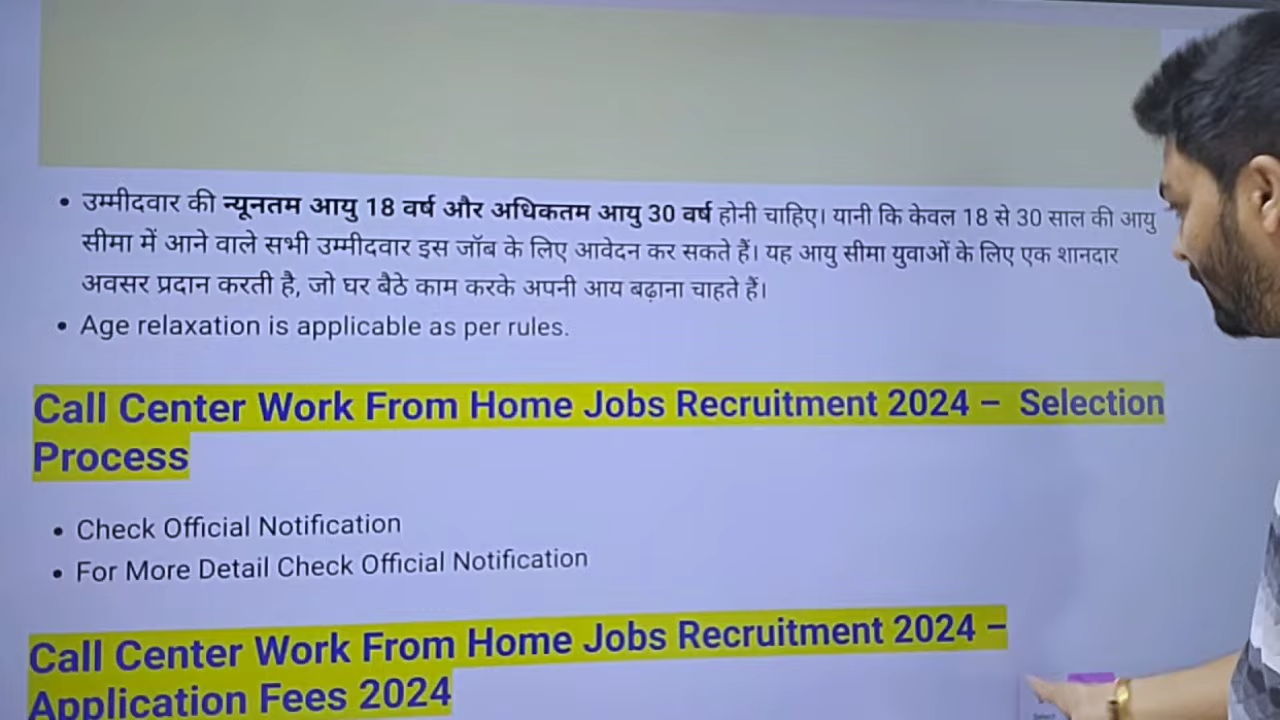 • उम्मीदवार की न्यूनतम आयु 18 वर्ष और अधिकतम आयु 30 वर्ष होनी चाहिए। यानी कि केवल 18 से 30 साल की आयु
सीमा में आने वाले सभी उम्मीदवार इस जॉब के लिए आवेदन कर सकते हैं। यह आयु सीमा युवाओं के लिए एक शानदार
अवसर प्रदान करती है, जो घर बैठे काम करके अपनी आय बढ़ाना चाहते हैं।
• Age relaxation is applicable as per rules.
Call Center Work From Home Jobs Recruitment 2024 – Selection
Process
• Check Official Notification
• For More Detail Check Official Notification
Call Center Work From Home Jobs Recruitment 2024 –
Application Fees 2024